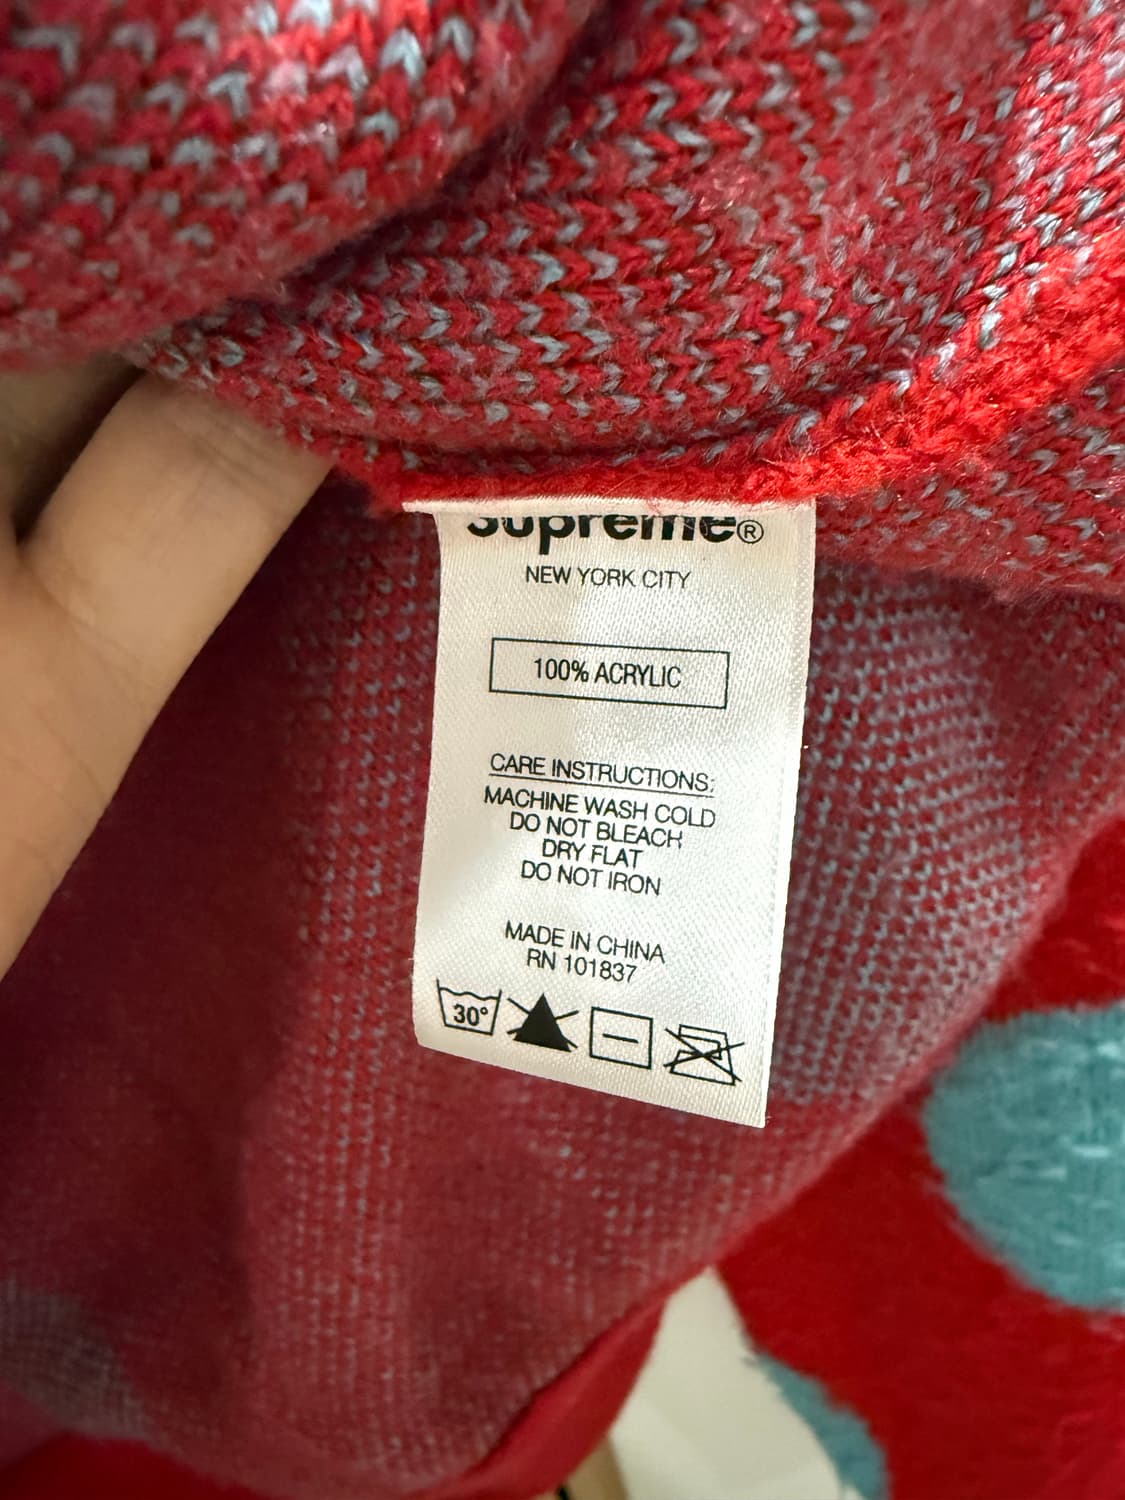 Supreme®
NEW YORK CITY
100% ACRYLIC
CARE INSTRUCTIONS:
MACHINE WASH COLD
DO NOT BLEACH
DRY FLAT
DO NOT IRON
MADE IN CHINA
RN 101837
30°